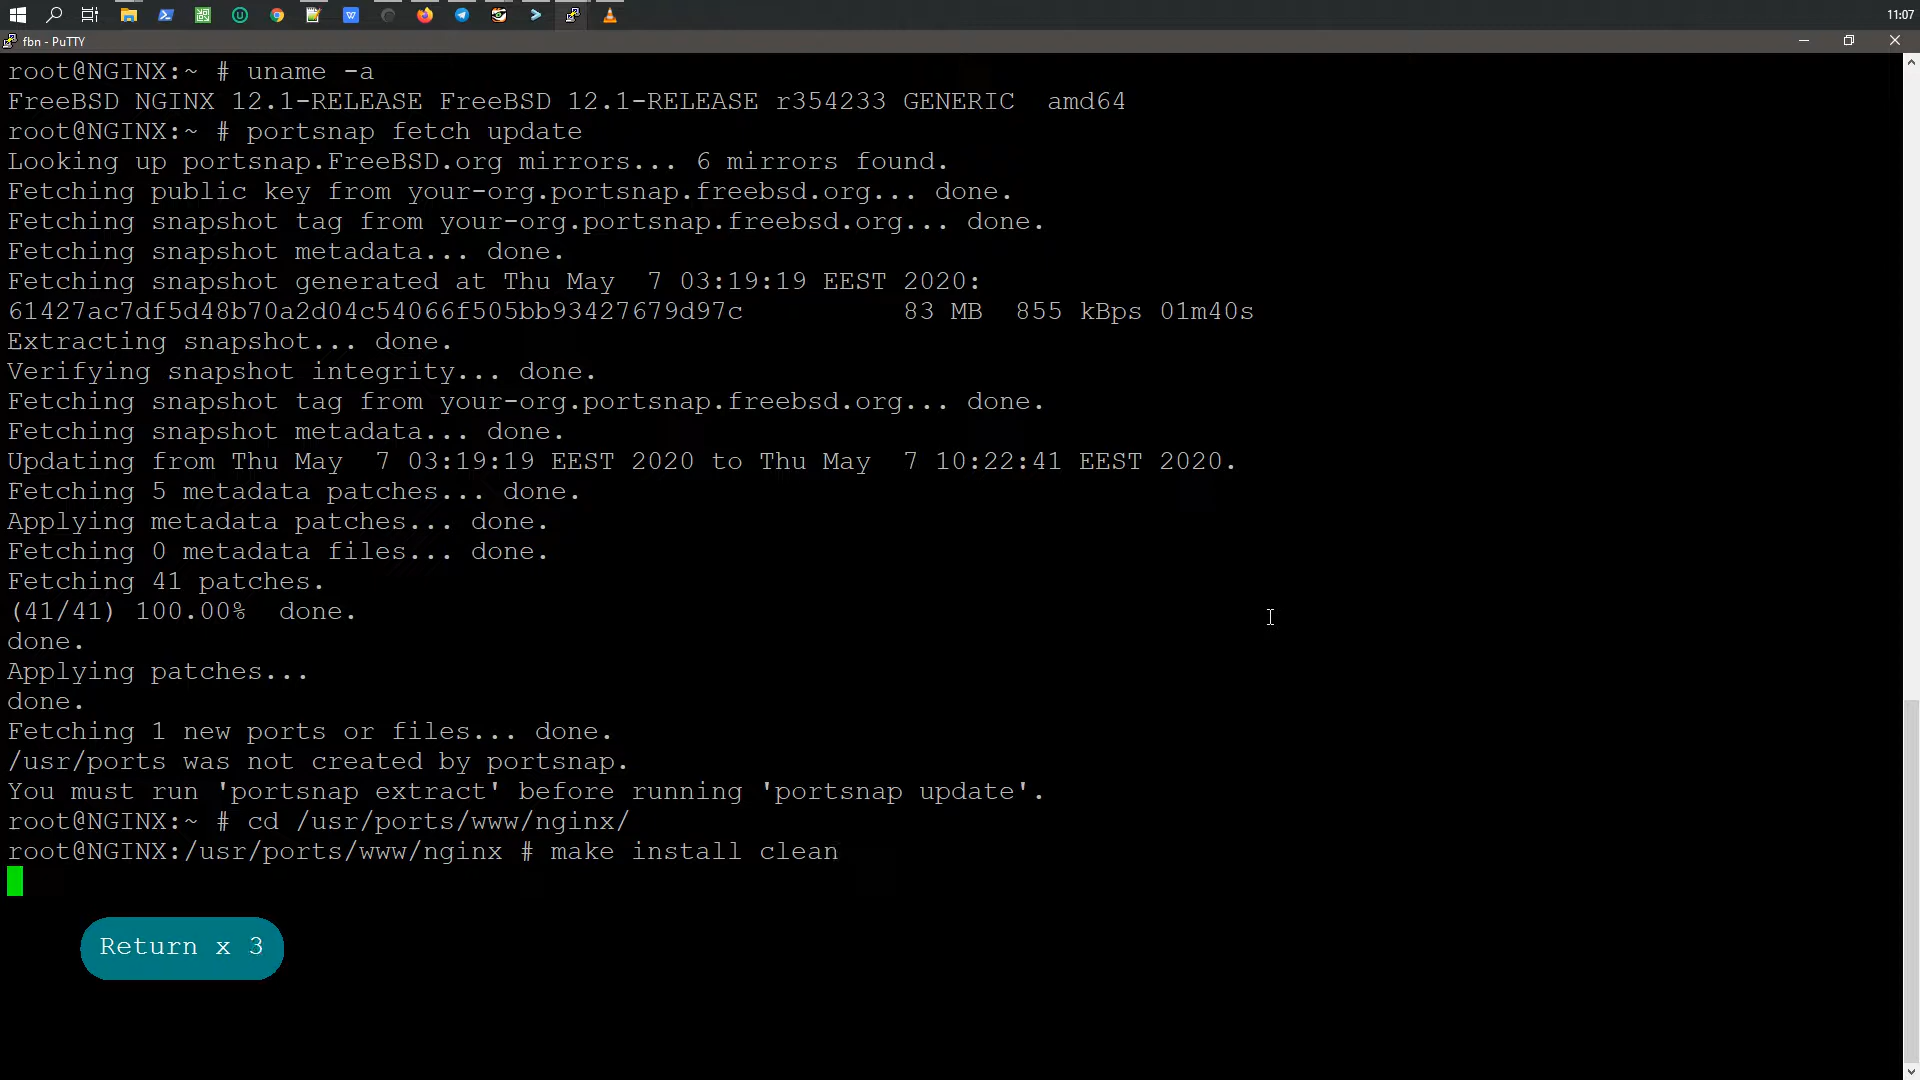 11:07
fbn - PuTTY
root@NGINX:~ # uname -a
FreeBSD NGINX 12.1-RELEASE FreeBSD 12.1-RELEASE r354233 GENERIC  amd64
root@NGINX:~ # portsnap fetch update
Looking up portsnap.FreeBSD.org mirrors... 6 mirrors found.
Fetching public key from your-org.portsnap.freebsd.org... done.
Fetching snapshot tag from your-org.portsnap.freebsd.org... done.
Fetching snapshot metadata... done.
Fetching snapshot generated at Thu May  7 03:19:19 EEST 2020:
61427ac7df5d48b70a2d04c54066f505bb93427679d97c          83 MB  855 kBps 01m40s
Extracting snapshot... done.
Verifying snapshot integrity... done.
Fetching snapshot tag from your-org.portsnap.freebsd.org... done.
Fetching snapshot metadata... done.
Updating from Thu May  7 03:19:19 EEST 2020 to Thu May  7 10:22:41 EEST 2020.
Fetching 5 metadata patches... done.
Applying metadata patches... done.
Fetching 0 metadata files... done.
Fetching 41 patches.
(41/41) 100.00%  done.
done.
Applying patches...
done.
Fetching 1 new ports or files... done.
/usr/ports was not created by portsnap.
You must run 'portsnap extract' before running 'portsnap update'.
root@NGINX:~ # cd /usr/ports/www/nginx/
root@NGINX:/usr/ports/www/nginx # make install clean
Return x 3